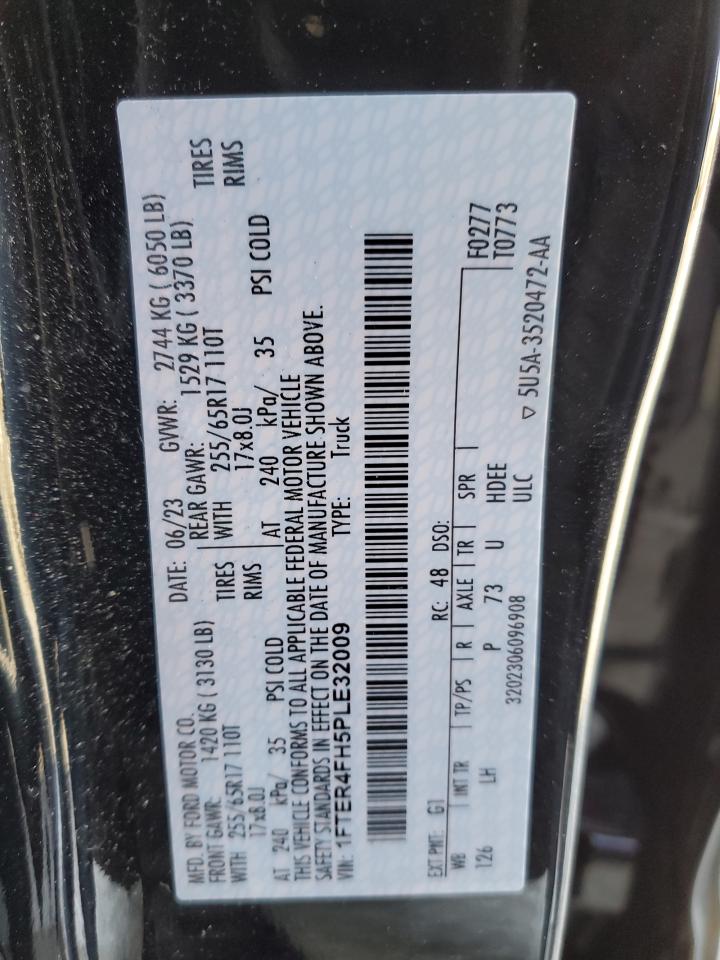 MFD. BY FORD MOTOR CO.
DATE: 06/23 GVWR: 2744 KG ( 6050 LB)
FRONT GAWR: 1420 KG ( 3130 LB) REAR GAWR: 1529 KG ( 3370 LB)
WITH 255/65R17 110T TIRES WITH 255/65R17 110T TIRES
17x8.0J RIMS 17x8.0J RIMS
AT 240 kPa/ 35 PSI COLD AT 240 kPa/ 35 PSI COLD
THIS VEHICLE CONFORMS TO ALL APPLICABLE FEDERAL MOTOR VEHICLE
SAFETY STANDARDS IN EFFECT ON THE DATE OF MANUFACTURE SHOWN ABOVE.
VIN: 1FTER4FH5PLE32009 TYPE: Truck
EXT PNT: G1 RC: 48 DSO: F0277
T0773
WB INT TR TP/PS R AXLE TR SPR
126 LH P 73 U HDEE
3202306096908 ULC
▽ 5U5A-3520472-AA